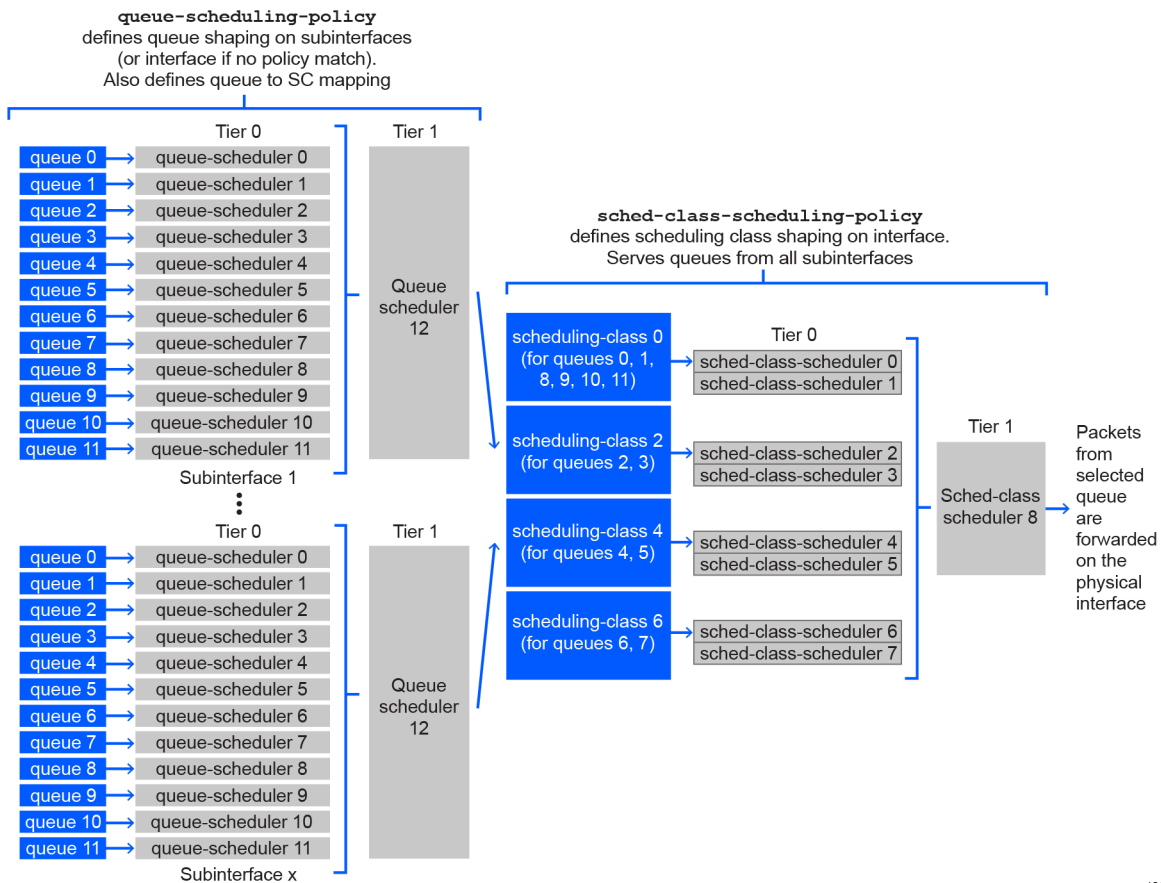 queue-scheduling-policy
defines queue shaping on subinterfaces
(or interface if no policy match).
Also defines queue to SC mapping
Tier 0
Tier 1
queue 0
queue-scheduler 0
queue 1
queue-scheduler 1
queue 2
queue-scheduler 2
queue 3
queue-scheduler 3
queue 4
queue-scheduler 4
queue 5
queue-scheduler 5
queue 6
queue-scheduler 6
queue 7
queue-scheduler 7
queue 8
queue-scheduler 8
queue 9
queue-scheduler 9
queue 10
queue-scheduler 10
queue 11
queue-scheduler 11
Queue
scheduler
12
Subinterface 1
Tier 0
Tier 1
queue 0
queue-scheduler 0
queue 1
queue-scheduler 1
queue 2
queue-scheduler 2
queue 3
queue-scheduler 3
queue 4
queue-scheduler 4
queue 5
queue-scheduler 5
queue 6
queue-scheduler 6
queue 7
queue-scheduler 7
queue 8
queue-scheduler 8
queue 9
queue-scheduler 9
queue 10
queue-scheduler 10
queue 11
queue-scheduler 11
Queue
scheduler
12
Subinterface x
sched-class-scheduling-policy
defines scheduling class shaping on interface.
Serves queues from all subinterfaces
scheduling-class 0
(for queues 0, 1,
8, 9, 10, 11)
scheduling-class 2
(for queues 2, 3)
scheduling-class 4
(for queues 4, 5)
scheduling-class 6
(for queues 6, 7)
Tier 0
sched-class-scheduler 0
sched-class-scheduler 1
sched-class-scheduler 2
sched-class-scheduler 3
sched-class-scheduler 4
sched-class-scheduler 5
sched-class-scheduler 6
sched-class-scheduler 7
Tier 1
Sched-class
scheduler 8
Packets
from
selected
queue
are
forwarded
on the
physical
interface